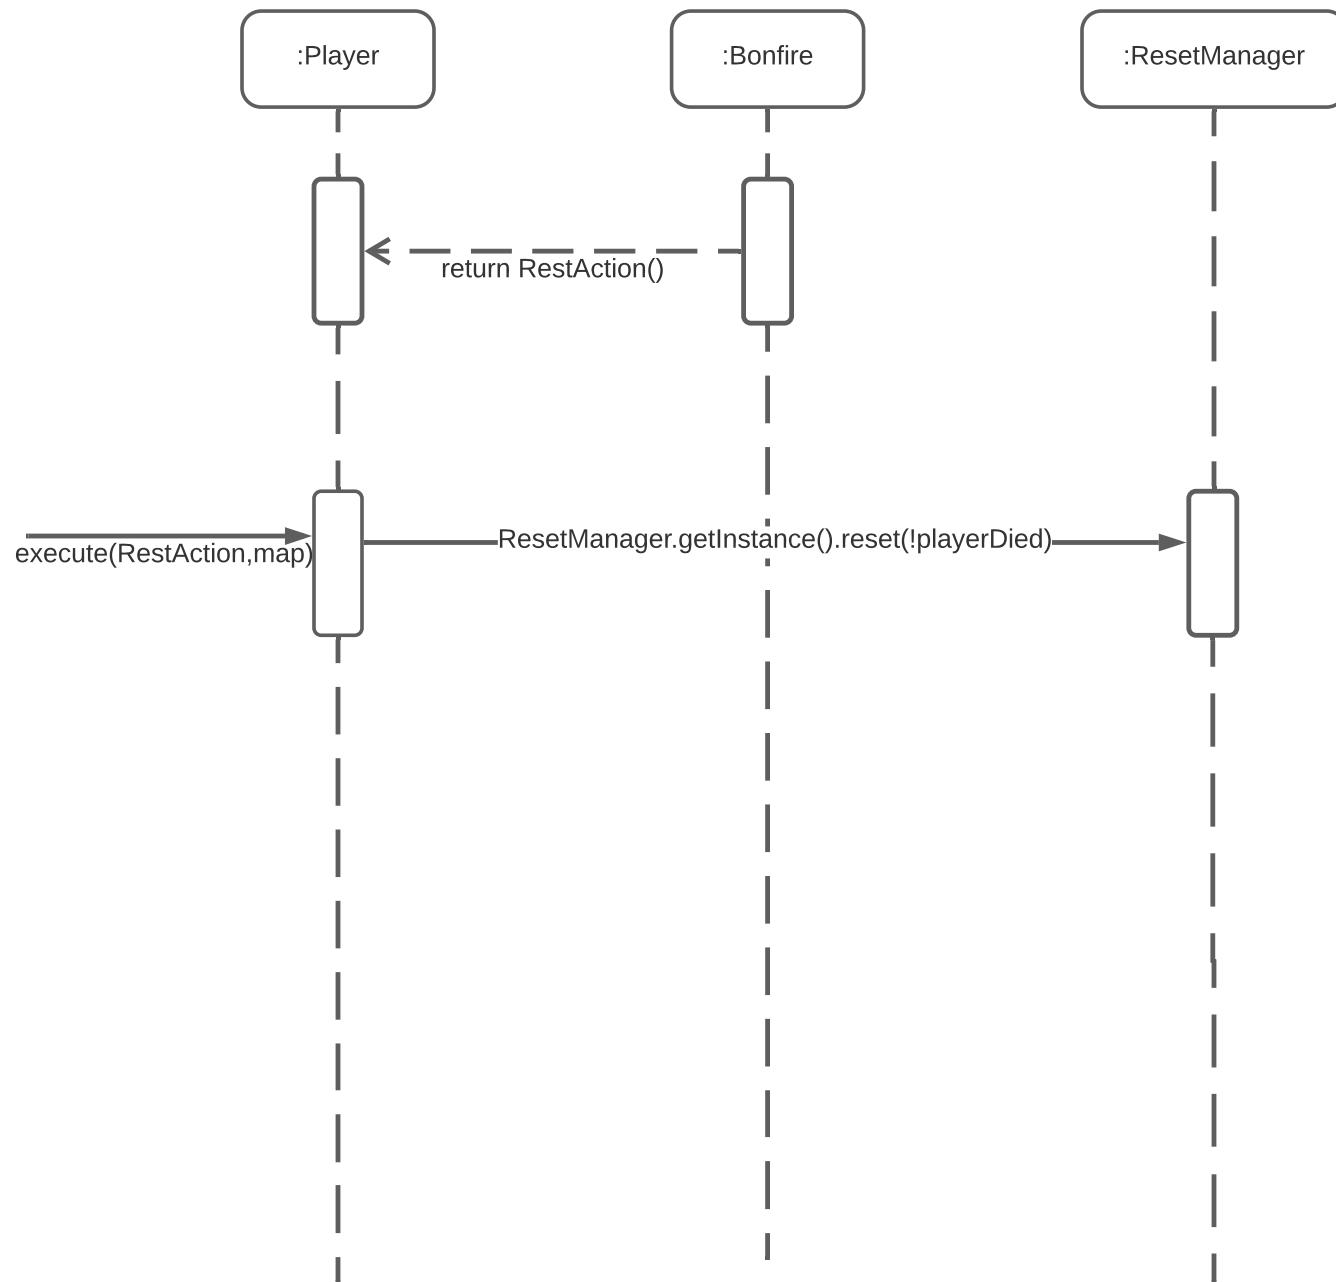 :Player
:Bonfire
:ResetManager
return RestAction()
execute(RestAction,map)
ResetManager.getInstance().reset(!playerDied)